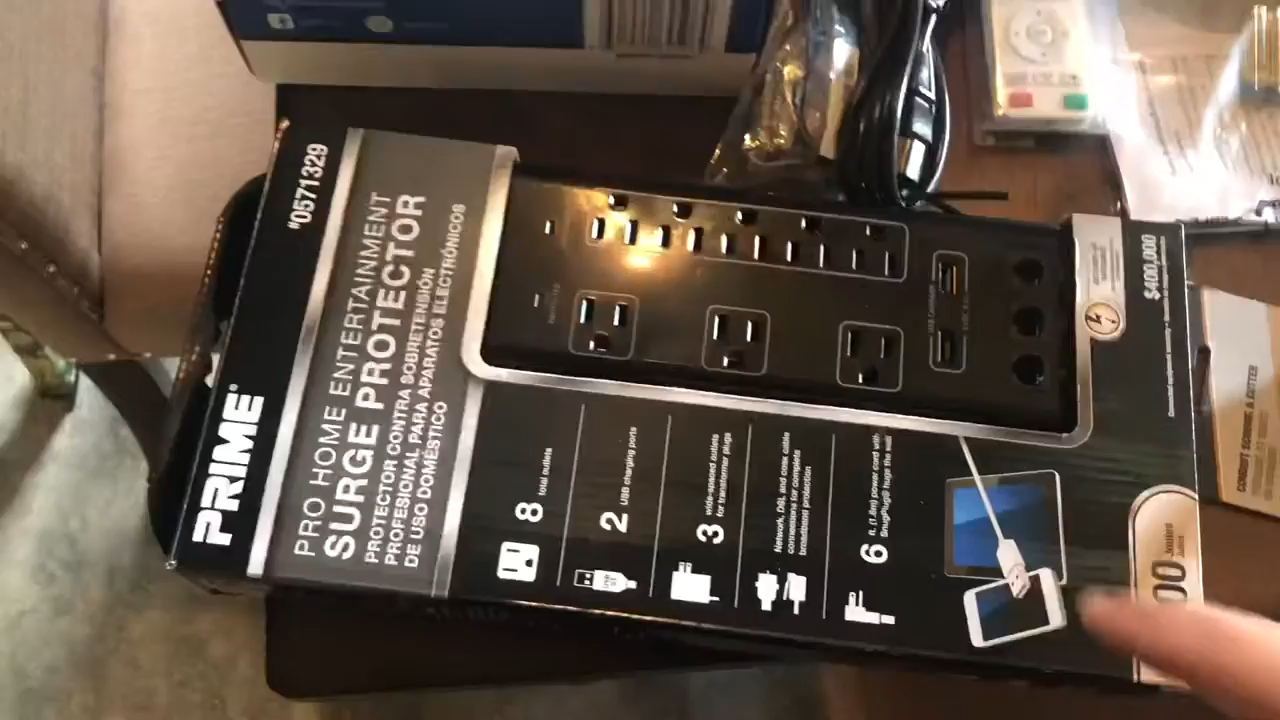 #0571329
PRIME®
PRO HOME ENTERTAINMENT
SURGE PROTECTOR
PROTECTOR CONTRA SOBRETENSIÓN
PROFESIONAL PARA APARATOS ELECTRÓNICOS
DE USO DOMÉSTICO
8 total outlets
2 USB charging ports
3 wide-spaced outlets
for transformer plugs
Network, DSL and coax cable
connections for complete
broadband protection
6 ft. (1.8m) power cord with
SnugPlug® hugs the wall
$400,000
00
Joules